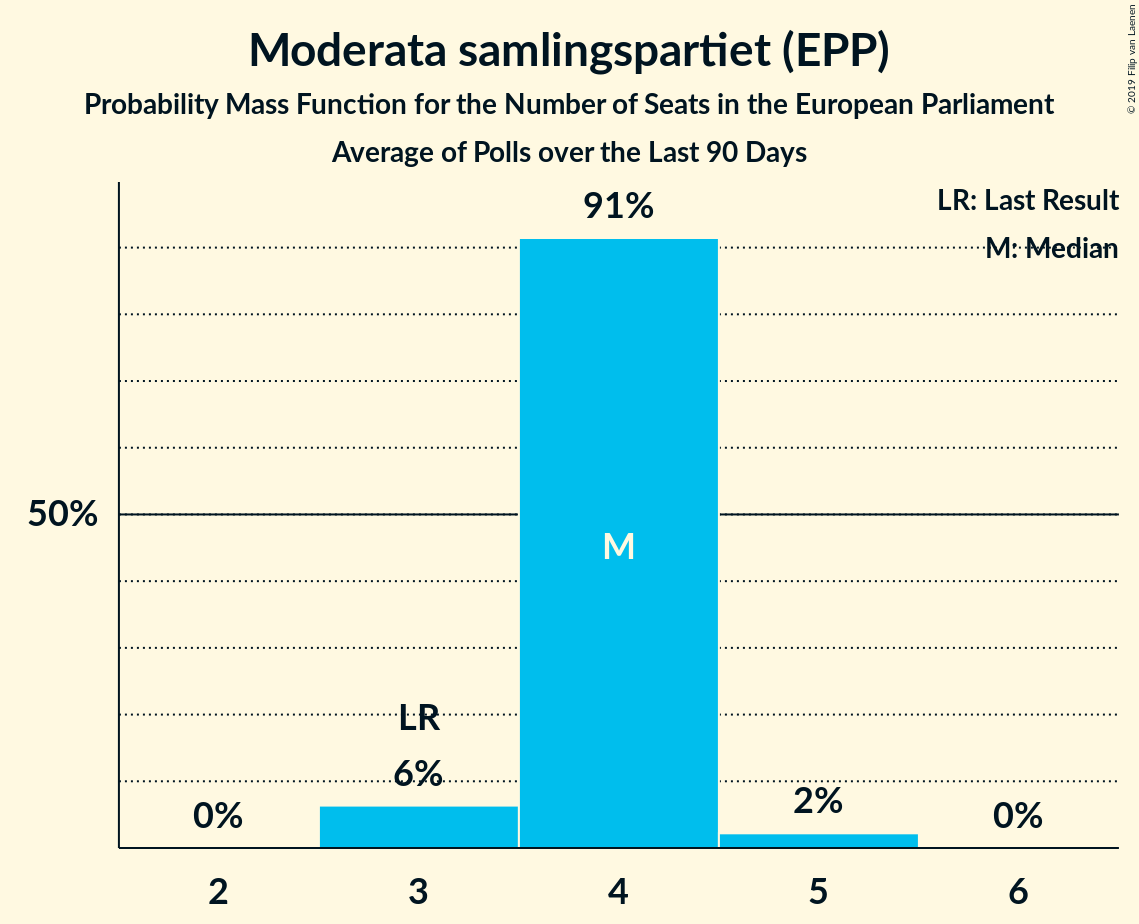 Moderata samlingspartiet (EPP)
Probability Mass Function for the Number of Seats in the European Parliament
Average of Polls over the Last 90 Days
© 2019 Filip van Laenen
LR: Last Result
M: Median
91%
50%
M
LR
6%
2%
0%
0%
2 3 4 5 6